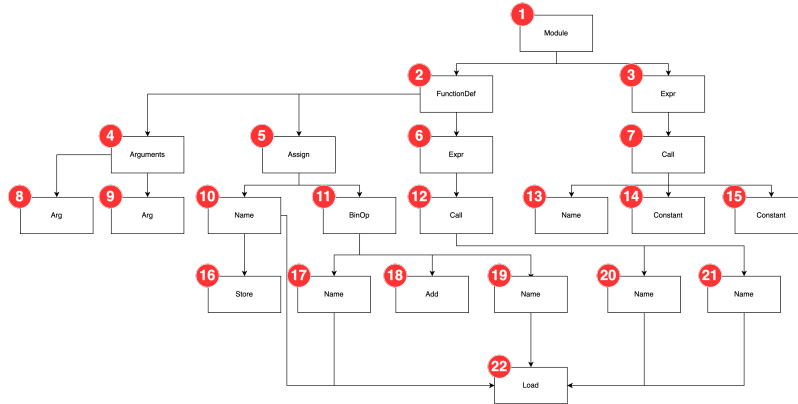 1
Module
2
FunctionDef
3
Expr
4
Arguments
5
Assign
6
Expr
7
Call
8
Arg
9
Arg
10
Name
11
BinOp
12
Call
13
Name
14
Constant
15
Constant
16
Store
17
Name
18
Add
19
Name
20
Name
21
Name
22
Load